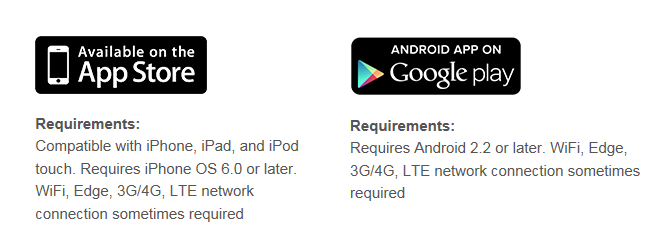 Available on the
App Store
Requirements:
Compatible with iPhone, iPad, and iPod
touch. Requires iPhone OS 6.0 or later.
WiFi, Edge, 3G/4G, LTE network
connection sometimes required
ANDROID APP ON
Google play
Requirements:
Requires Android 2.2 or later. WiFi, Edge,
3G/4G, LTE network connection sometimes
required